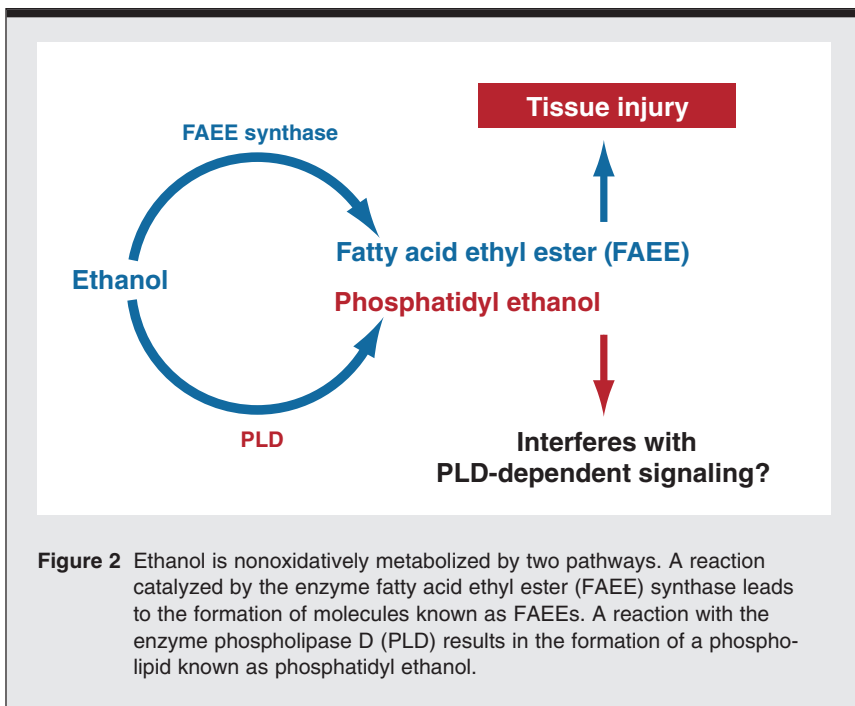 Tissue injury
FAEE synthase
Fatty acid ethyl ester (FAEE)
Ethanol
Phosphatidyl ethanol
PLD
Interferes with
PLD-dependent signaling?
Figure 2 Ethanol is nonoxidatively metabolized by two pathways. A reaction
catalyzed by the enzyme fatty acid ethyl ester (FAEE) synthase leads
to the formation of molecules known as FAEEs. A reaction with the
enzyme phospholipase D (PLD) results in the formation of a phospho-
lipid known as phosphatidyl ethanol.